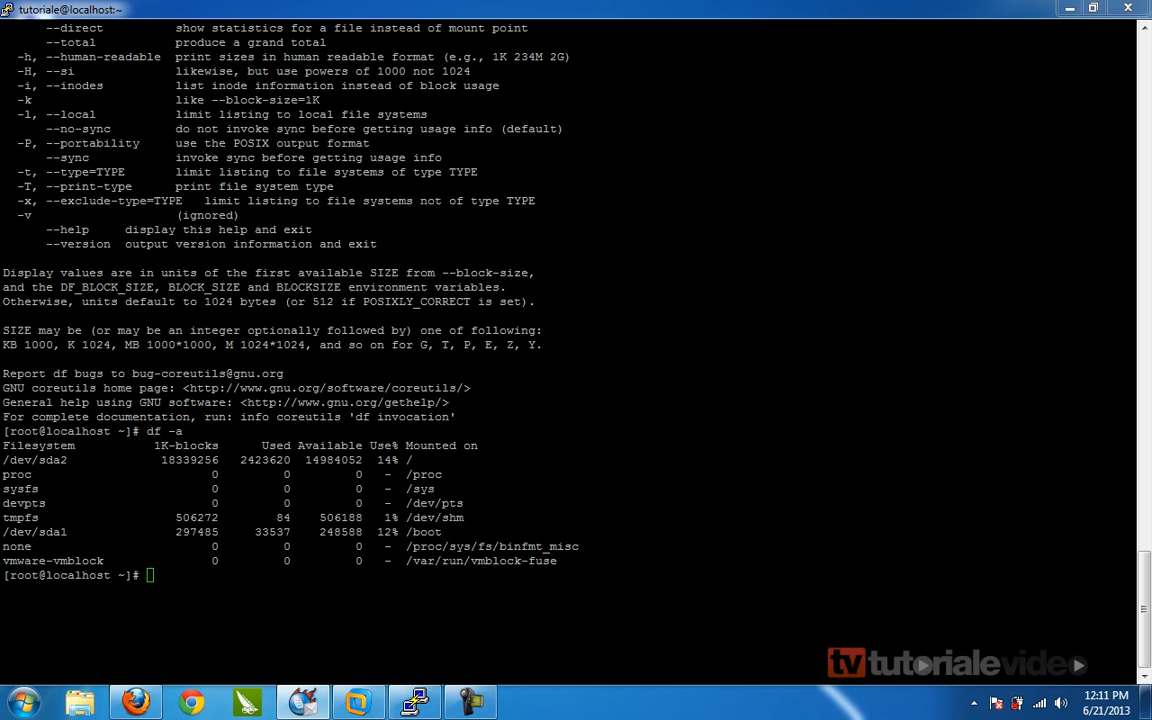 tutoriale@localhost:~
--direct show statistics for a file instead of mount point
--total produce a grand total
-h, --human-readable print sizes in human readable format (e.g., 1K 234M 2G)
-H, --si likewise, but use powers of 1000 not 1024
-i, --inodes list inode information instead of block usage
-k like --block-size=1K
-l, --local limit listing to local file systems
--no-sync do not invoke sync before getting usage info (default)
-P, --portability use the POSIX output format
--sync invoke sync before getting usage info
-t, --type=TYPE limit listing to file systems of type TYPE
-T, --print-type print file system type
-x, --exclude-type=TYPE limit listing to file systems not of type TYPE
-v (ignored)
--help display this help and exit
--version output version information and exit
Display values are in units of the first available SIZE from --block-size,
and the DF_BLOCK_SIZE, BLOCK_SIZE and BLOCKSIZE environment variables.
Otherwise, units default to 1024 bytes (or 512 if POSIXLY_CORRECT is set).
SIZE may be (or may be an integer optionally followed by) one of following:
KB 1000, K 1024, MB 1000*1000, M 1024*1024, and so on for G, T, P, E, Z, Y.
Report df bugs to bug-coreutils@gnu.org
GNU coreutils home page: <http://www.gnu.org/software/coreutils/>
General help using GNU software: <http://www.gnu.org/gethelp/>
For complete documentation, run: info coreutils 'df invocation'
[root@localhost ~]# df -a
Filesystem 1K-blocks Used Available Use% Mounted on
/dev/sda2 18339256 2423620 14984052 14% /
proc 0 0 0 - /proc
sysfs 0 0 0 - /sys
devpts 0 0 0 - /dev/pts
tmpfs 506272 84 506188 1% /dev/shm
/dev/sda1 297485 33537 248588 12% /boot
none 0 0 0 - /proc/sys/fs/binfmt_misc
vmware-vmblock 0 0 0 - /var/run/vmblock-fuse
[root@localhost ~]#
tv tutorialevideo
12:11 PM
6/21/2013